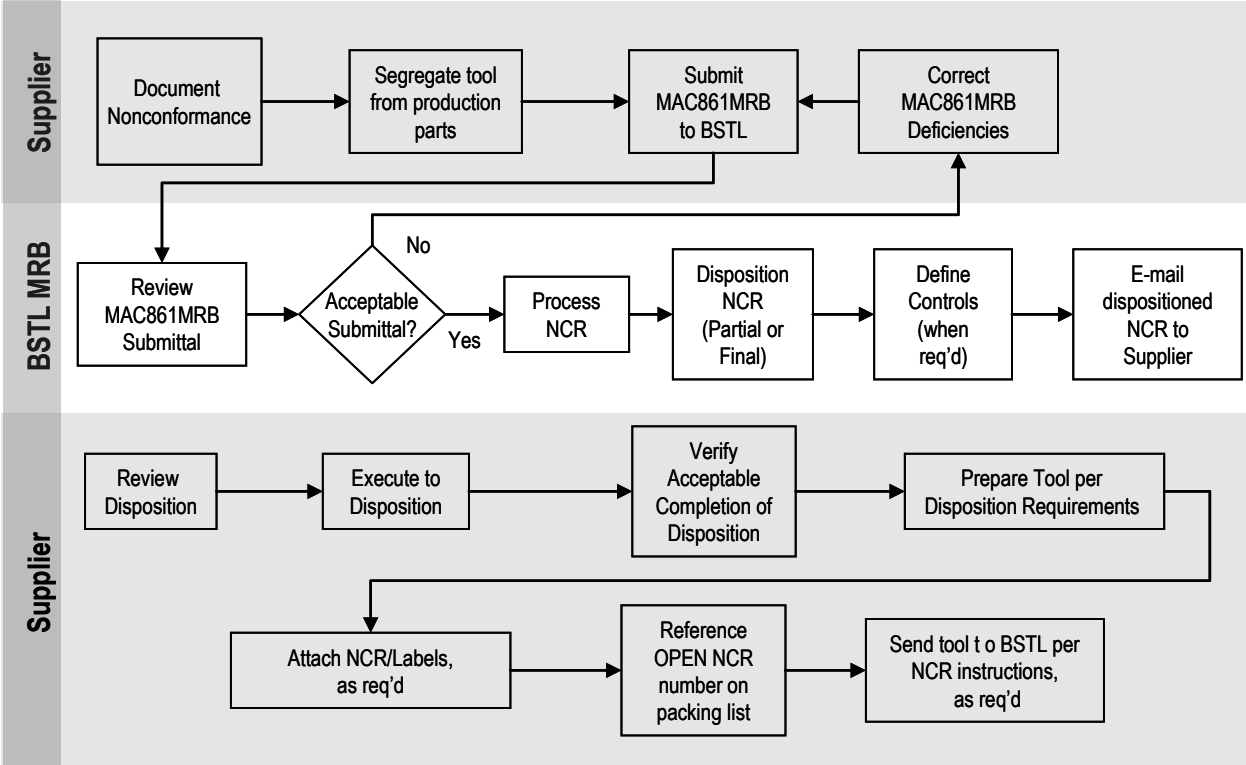 Supplier
Document
Nonconformance
Segregate tool
from production
parts
Submit
MAC861MRB
to BSTL
Correct
MAC861MRB
Deficiencies
BSTL MRB
Review
MAC861MRB
Submittal
Acceptable
Submittal?
No
Yes
Process
NCR
Disposition
NCR
(Partial or
Final)
Define
Controls
(when
req'd)
E-mail
dispositioned
NCR to
Supplier
Supplier
Review
Disposition
Execute to
Disposition
Verify
Acceptable
Completion of
Disposition
Prepare Tool per
Disposition Requirements
Attach NCR/Labels,
as req'd
Reference
OPEN NCR
number on
packing list
Send tool t o BSTL per
NCR instructions,
as req'd